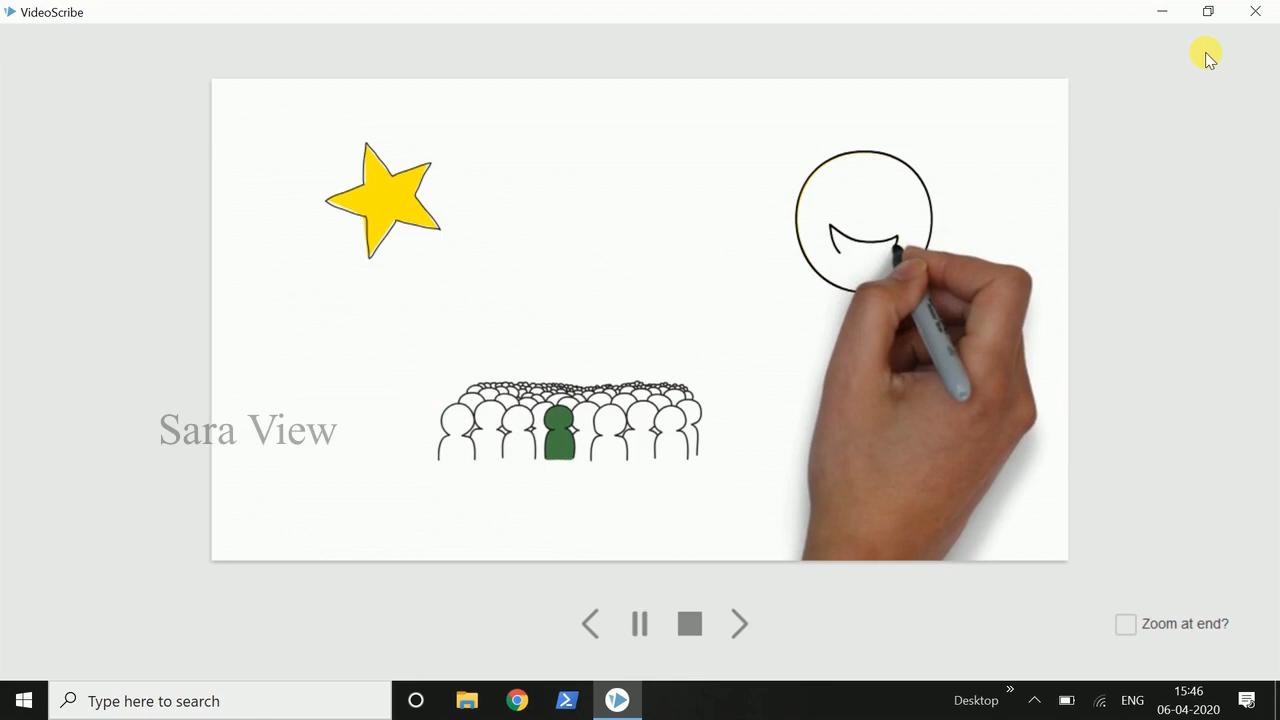 VideoScribe
Sara View
Zoom at end?
Type here to search
Desktop
»
ENG
15:46
06-04-2020